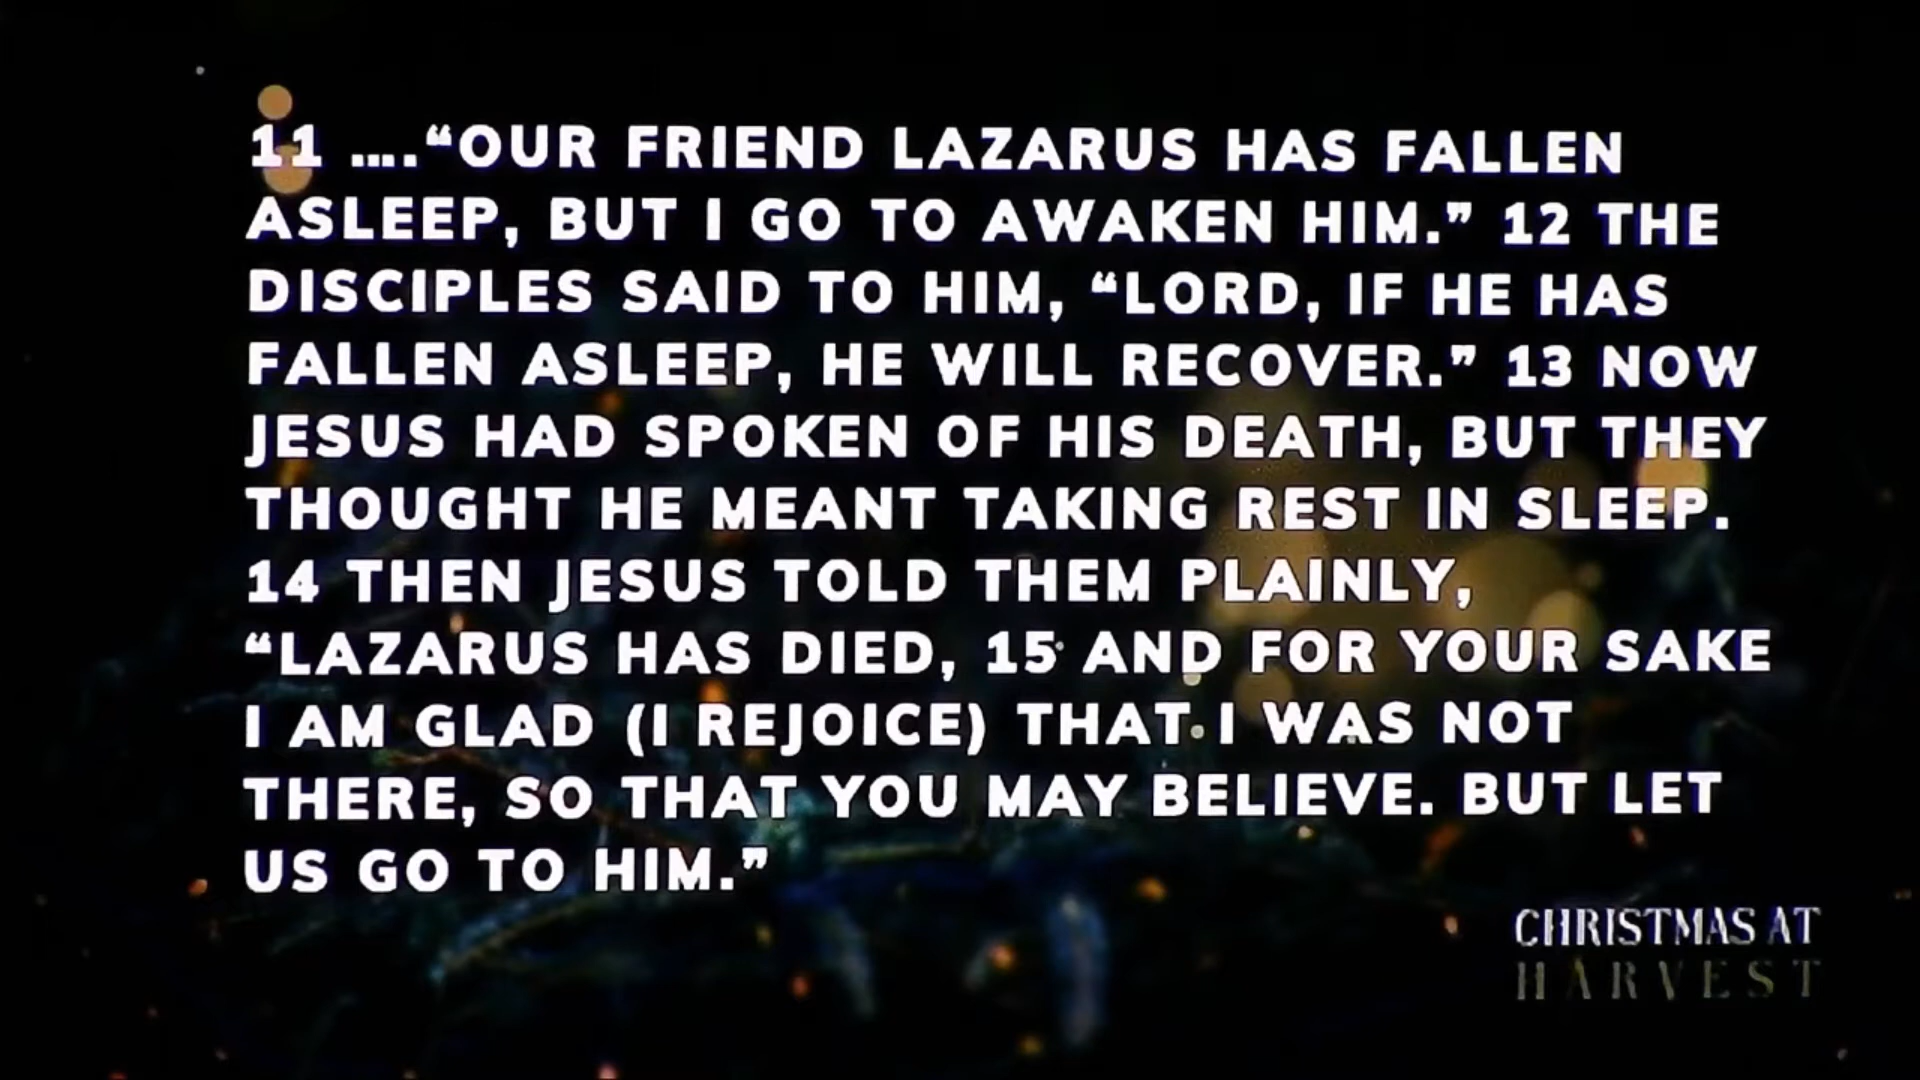 11 ....“OUR FRIEND LAZARUS HAS FALLEN
ASLEEP, BUT I GO TO AWAKEN HIM.” 12 THE
DISCIPLES SAID TO HIM, “LORD, IF HE HAS
FALLEN ASLEEP, HE WILL RECOVER.” 13 NOW
JESUS HAD SPOKEN OF HIS DEATH, BUT THEY
THOUGHT HE MEANT TAKING REST IN SLEEP.
14 THEN JESUS TOLD THEM PLAINLY,
“LAZARUS HAS DIED, 15 AND FOR YOUR SAKE
I AM GLAD (I REJOICE) THAT I WAS NOT
THERE, SO THAT YOU MAY BELIEVE. BUT LET
US GO TO HIM.”
CHRISTMAS AT
HARVEST